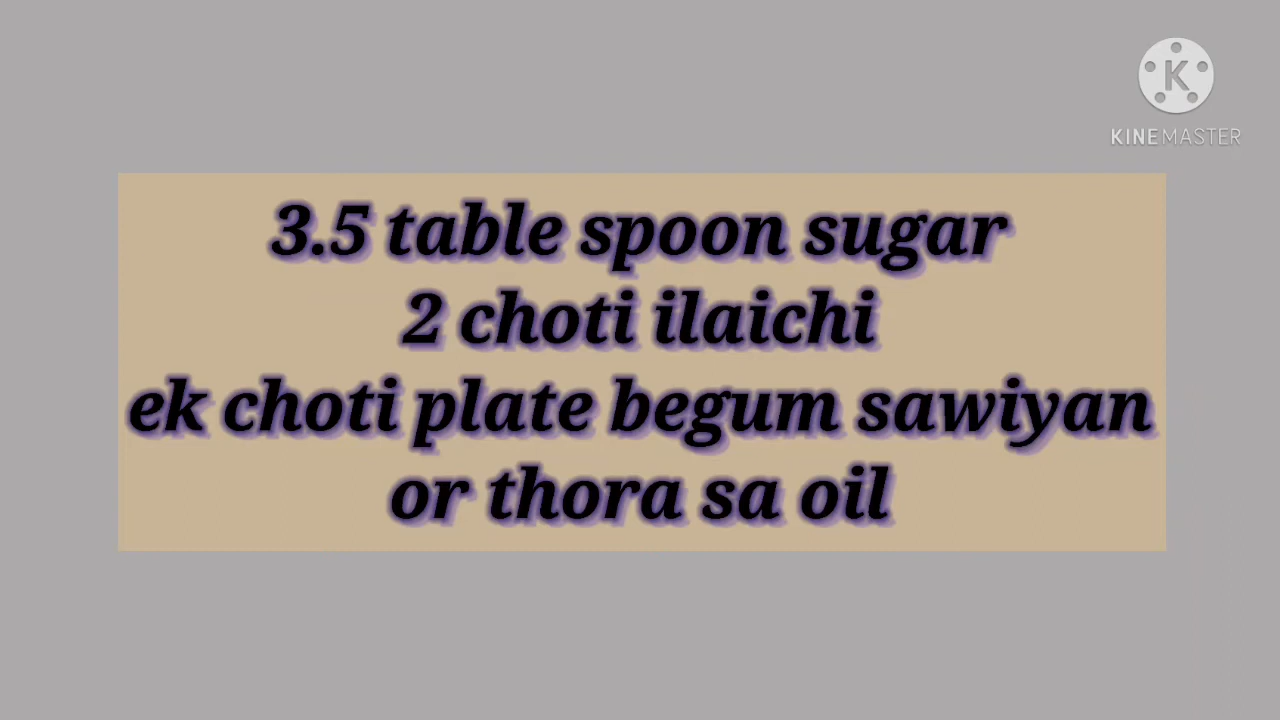 K
KINEMASTER
3.5 table spoon sugar
2 choti ilaichi
ek choti plate begum sawiyan
or thora sa oil